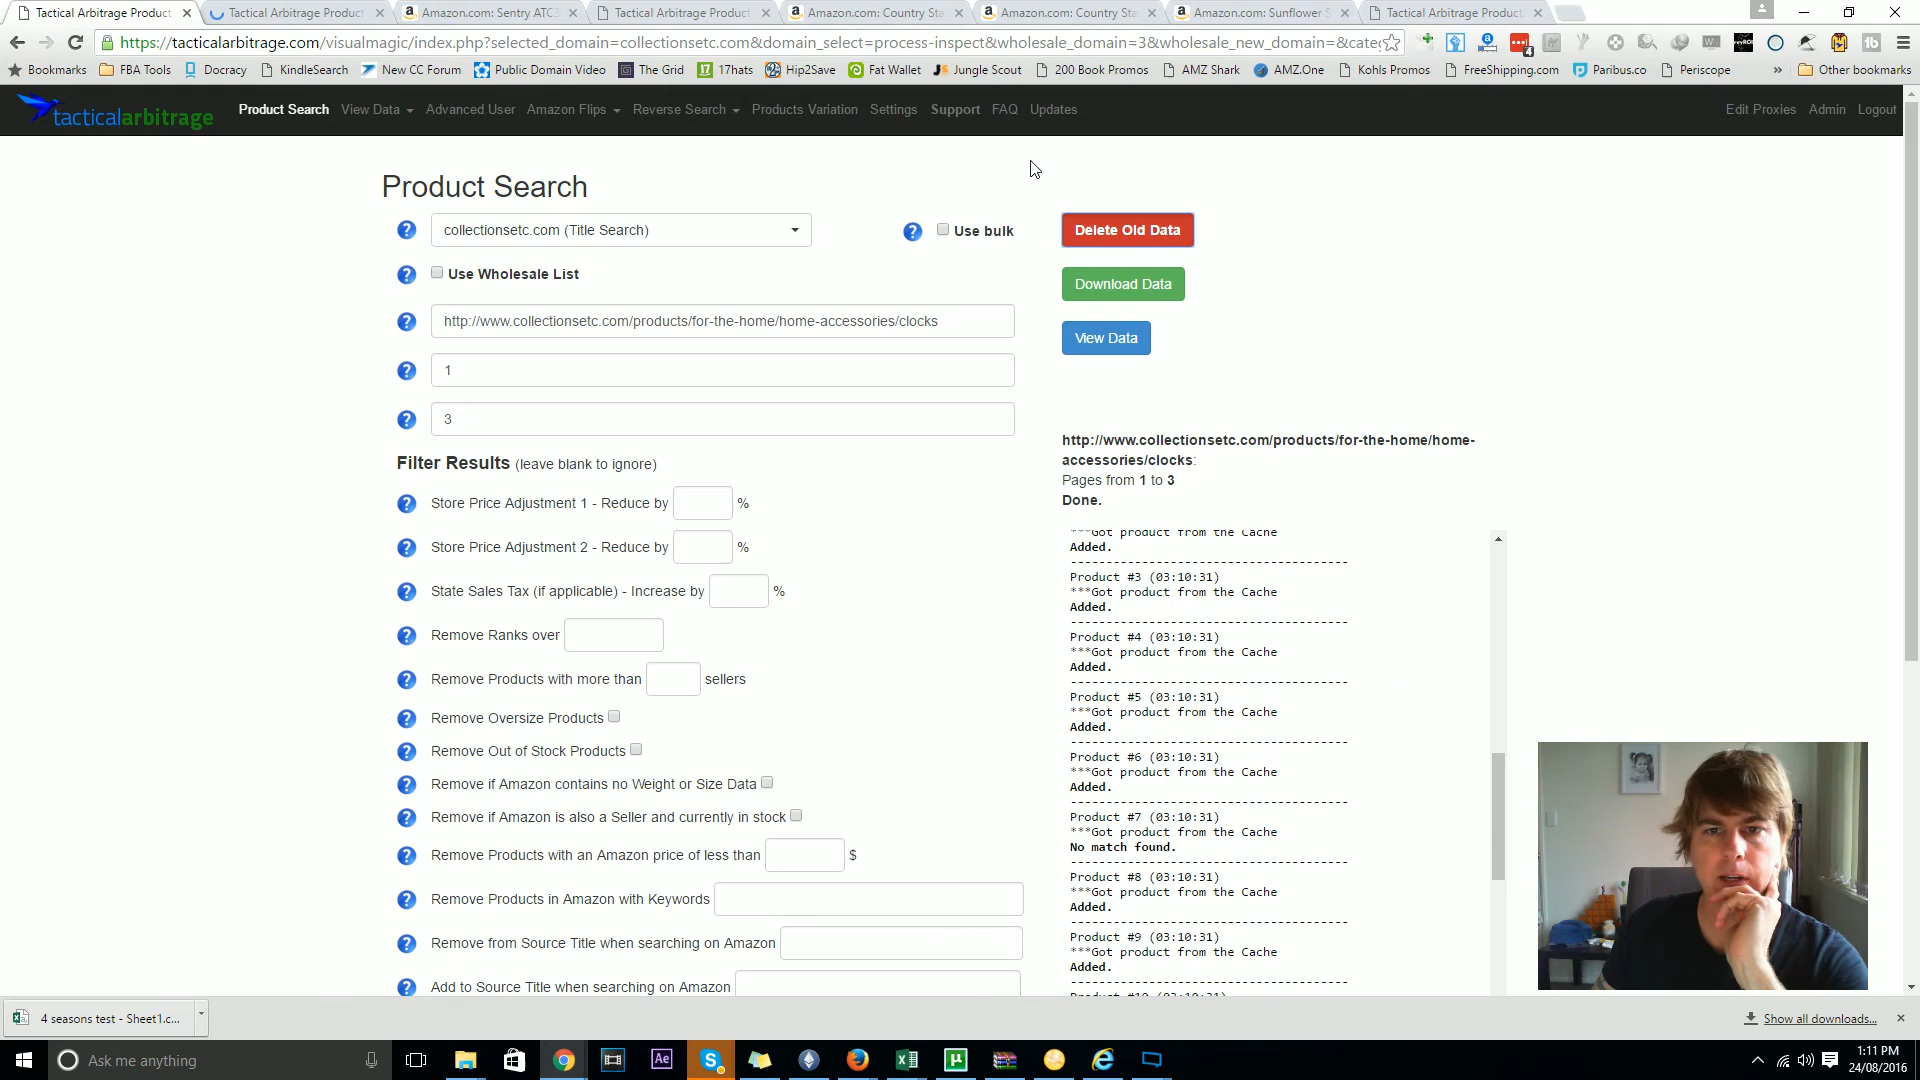 Tactical Arbitrage Product
Tactical Arbitrage Product
Amazon.com: Sentry ATC3
Tactical Arbitrage Product
Amazon.com: Country Sta
Amazon.com: Country Sta
Amazon.com: Sunflower S
Tactical Arbitrage Product
https://tacticalarbitrage.com/visualmagic/index.php?selected_domain=collectionsetc.com&domain_select=process-inspect&wholesale_domain=3&wholesale_new_domain=&cate
Bookmarks
FBA Tools
Docracy
KindleSearch
New CC Forum
Public Domain Video
The Grid
17hats
Hip2Save
Fat Wallet
Jungle Scout
200 Book Promos
AMZ Shark
AMZ.One
Kohls Promos
FreeShipping.com
Paribus.co
Periscope
Other bookmarks
tacticalarbitrage
Product Search
View Data
Advanced User
Amazon Flips
Reverse Search
Products Variation
Settings
Support
FAQ
Updates
Edit Proxies
Admin
Logout
Product Search
collectionsetc.com (Title Search)
Use bulk
Delete Old Data
Use Wholesale List
Download Data
http://www.collectionsetc.com/products/for-the-home/home-accessories/clocks
View Data
1
3
http://www.collectionsetc.com/products/for-the-home/home-
accessories/clocks:
Pages from 1 to 3
Done.
Filter Results (leave blank to ignore)
Store Price Adjustment 1 - Reduce by %
Store Price Adjustment 2 - Reduce by %
State Sales Tax (if applicable) - Increase by %
Remove Ranks over
Remove Products with more than sellers
Remove Oversize Products
Remove Out of Stock Products
Remove if Amazon contains no Weight or Size Data
Remove if Amazon is also a Seller and currently in stock
Remove Products with an Amazon price of less than $
Remove Products in Amazon with Keywords
Remove from Source Title when searching on Amazon
Add to Source Title when searching on Amazon
***Got product from the Cache
Added.
----------------------------------------
Product #3 (03:10:31)
***Got product from the Cache
Added.
----------------------------------------
Product #4 (03:10:31)
***Got product from the Cache
Added.
----------------------------------------
Product #5 (03:10:31)
***Got product from the Cache
Added.
----------------------------------------
Product #6 (03:10:31)
***Got product from the Cache
Added.
----------------------------------------
Product #7 (03:10:31)
***Got product from the Cache
No match found.
----------------------------------------
Product #8 (03:10:31)
***Got product from the Cache
Added.
----------------------------------------
Product #9 (03:10:31)
***Got product from the Cache
Added.
----------------------------------------
4 seasons test - Sheet1.c...
Show all downloads...
Ask me anything
1:11 PM
24/08/2016